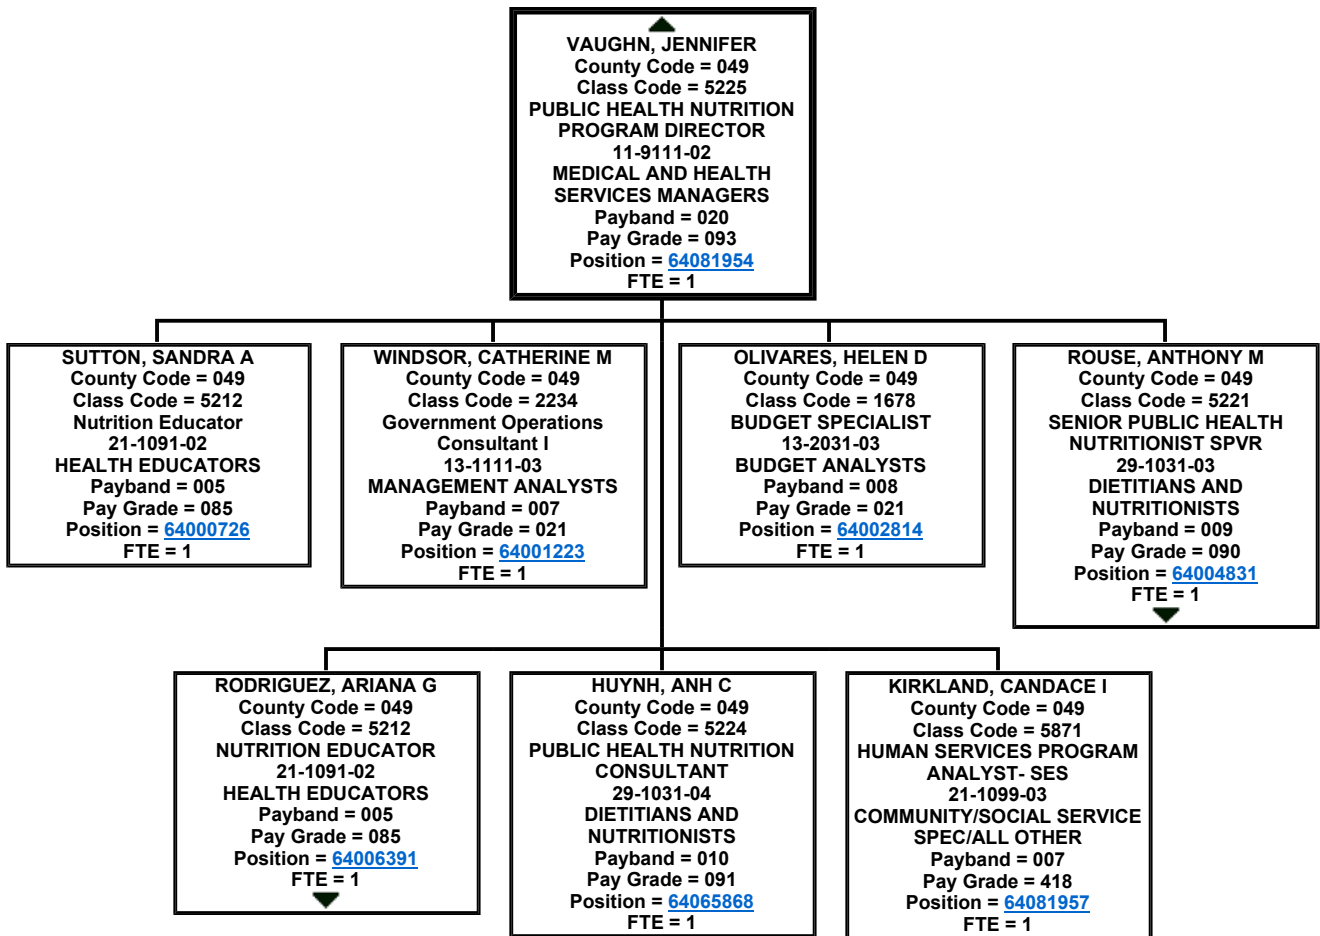 VAUGHN, JENNIFER
County Code = 049
Class Code = 5225
PUBLIC HEALTH NUTRITION
PROGRAM DIRECTOR
11-9111-02
MEDICAL AND HEALTH
SERVICES MANAGERS
Payband = 020
Pay Grade = 093
Position = 64081954
FTE = 1
SUTTON, SANDRA A
County Code = 049
Class Code = 5212
Nutrition Educator
21-1091-02
HEALTH EDUCATORS
Payband = 005
Pay Grade = 085
Position = 64000726
FTE = 1
WINDSOR, CATHERINE M
County Code = 049
Class Code = 2234
Government Operations
Consultant I
13-1111-03
MANAGEMENT ANALYSTS
Payband = 007
Pay Grade = 021
Position = 64001223
FTE = 1
OLIVARES, HELEN D
County Code = 049
Class Code = 1678
BUDGET SPECIALIST
13-2031-03
BUDGET ANALYSTS
Payband = 008
Pay Grade = 021
Position = 64002814
FTE = 1
ROUSE, ANTHONY M
County Code = 049
Class Code = 5221
SENIOR PUBLIC HEALTH
NUTRITIONIST SPVR
29-1031-03
DIETITIANS AND
NUTRITIONISTS
Payband = 009
Pay Grade = 090
Position = 64004831
FTE = 1
RODRIGUEZ, ARIANA G
County Code = 049
Class Code = 5212
NUTRITION EDUCATOR
21-1091-02
HEALTH EDUCATORS
Payband = 005
Pay Grade = 085
Position = 64006391
FTE = 1
HUYNH, ANH C
County Code = 049
Class Code = 5224
PUBLIC HEALTH NUTRITION
CONSULTANT
29-1031-04
DIETITIANS AND
NUTRITIONISTS
Payband = 010
Pay Grade = 091
Position = 64065868
FTE = 1
KIRKLAND, CANDACE I
County Code = 049
Class Code = 5871
HUMAN SERVICES PROGRAM
ANALYST- SES
21-1099-03
COMMUNITY/SOCIAL SERVICE
SPEC/ALL OTHER
Payband = 007
Pay Grade = 418
Position = 64081957
FTE = 1